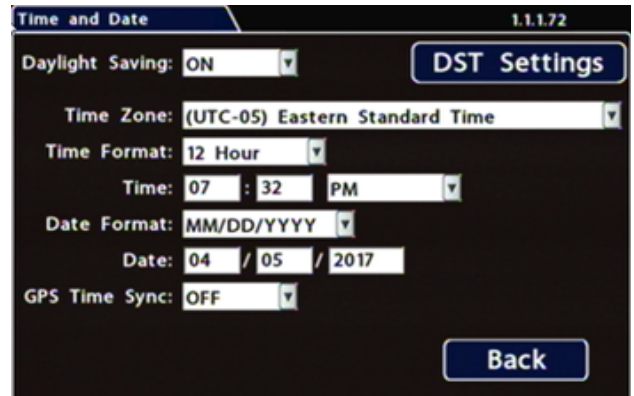 Time and Date 1.1.1.72
Daylight Saving: ON DST Settings
Time Zone: (UTC-05) Eastern Standard Time
Time Format: 12 Hour
Time: 07 : 32 PM
Date Format: MM/DD/YYYY
Date: 04 / 05 / 2017
GPS Time Sync: OFF
Back